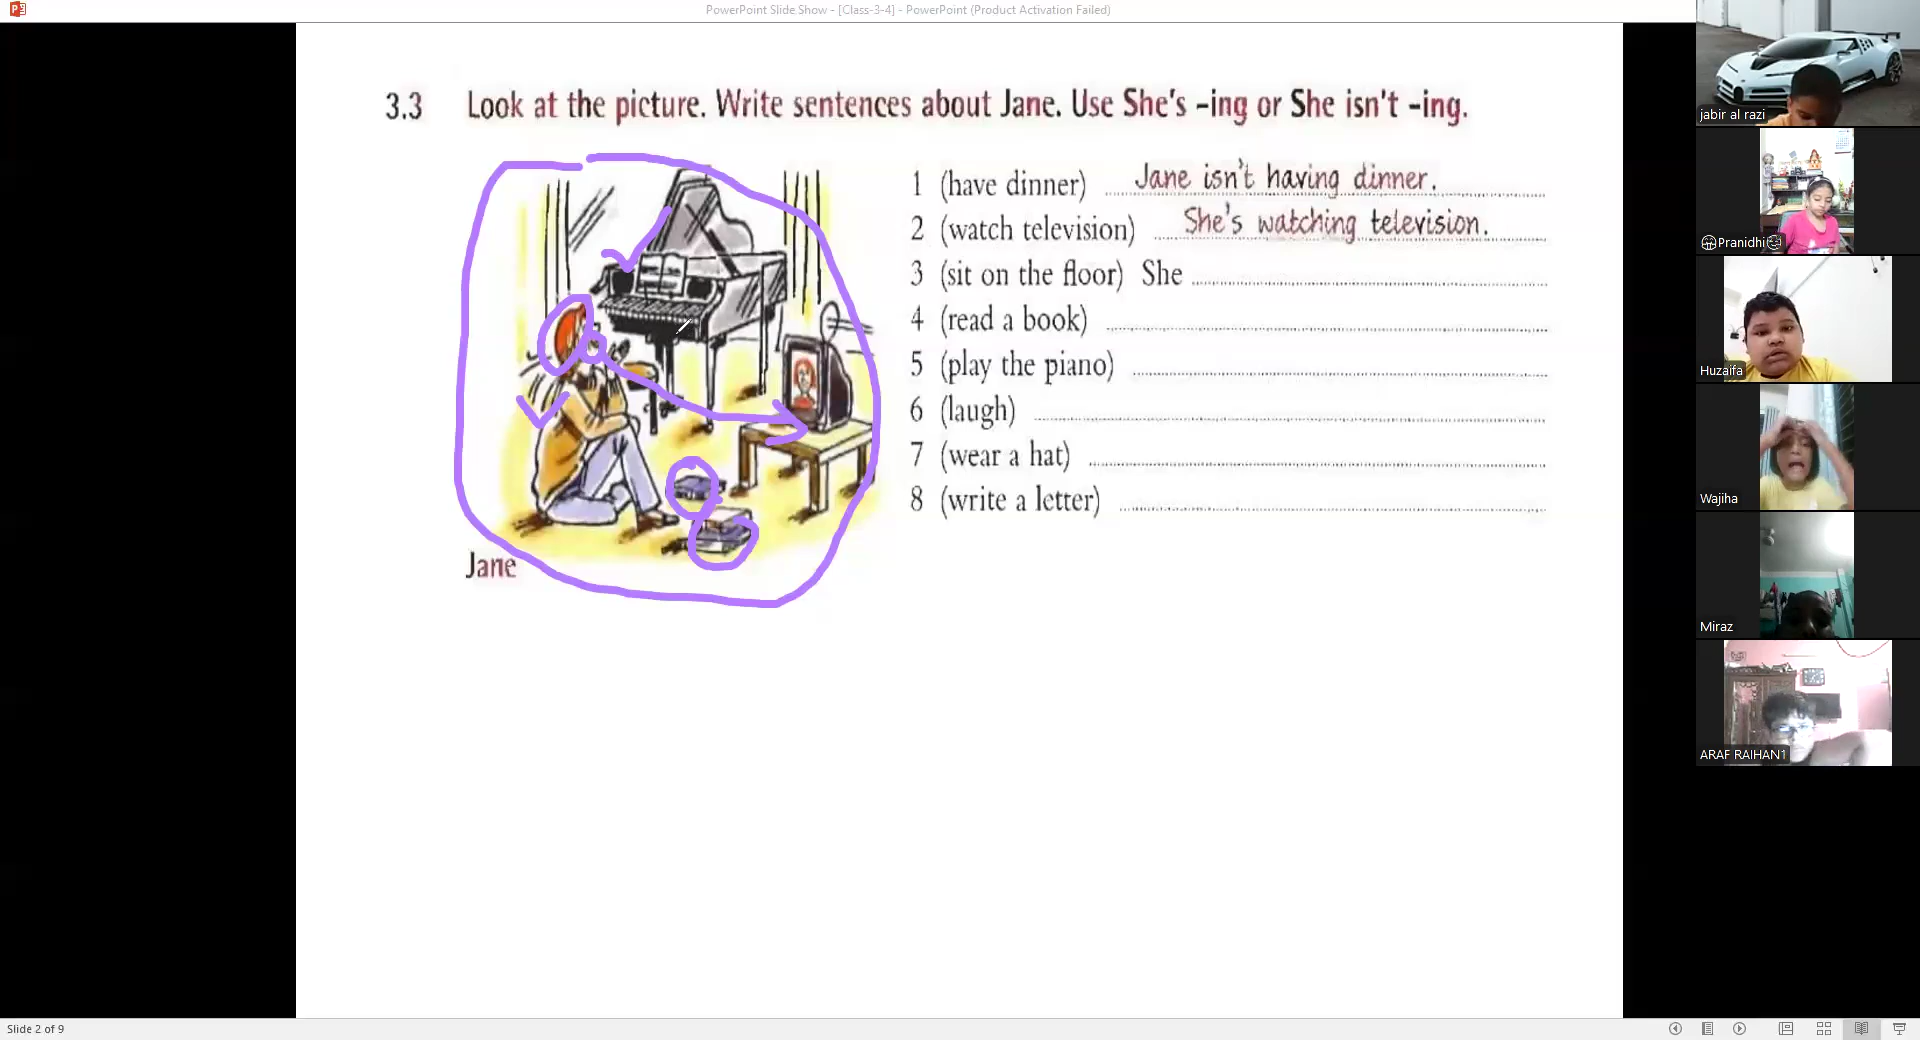 PowerPoint Slide Show - [Class-3-4] - PowerPoint (Product Activation Failed)
3.3 Look at the picture. Write sentences about Jane. Use She's -ing or She isn't -ing.
1 (have dinner) Jane isn't having dinner.
2 (watch television) She's watching television.
3 (sit on the floor) She
4 (read a book)
5 (play the piano)
6 (laugh)
7 (wear a hat)
8 (write a letter)
Jane
jabir al razi
Pranidhi
Huzaifa
Wajiha
Miraz
ARAF RAIHAN1
Slide 2 of 9